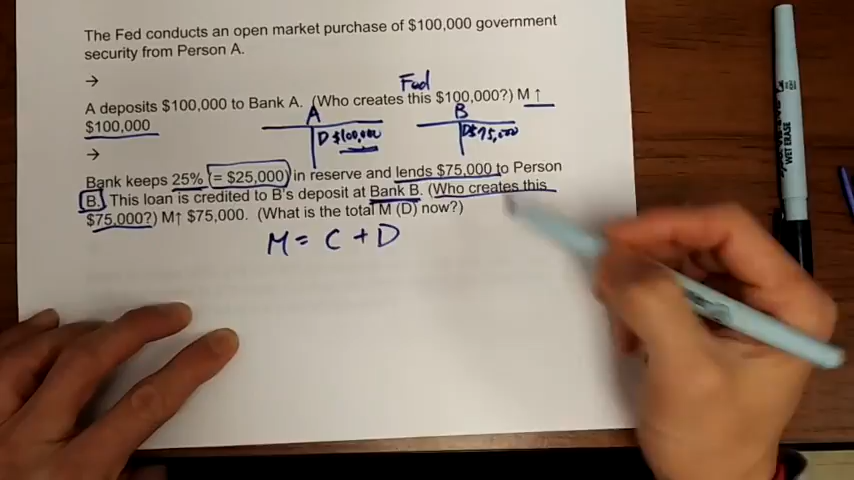 The Fed conducts an open market purchase of $100,000 government
security from Person A.
→
Fed
A deposits $100,000 to Bank A. (Who creates this $100,000?) M ↑
$100,000
A B
D $100,000 D $75,000
→
Bank keeps 25% (= $25,000) in reserve and lends $75,000 to Person
B. This loan is credited to B's deposit at Bank B. (Who creates this
$75,000?) M↑ $75,000. (What is the total M (D) now?)
M = C + D
WET ERASE